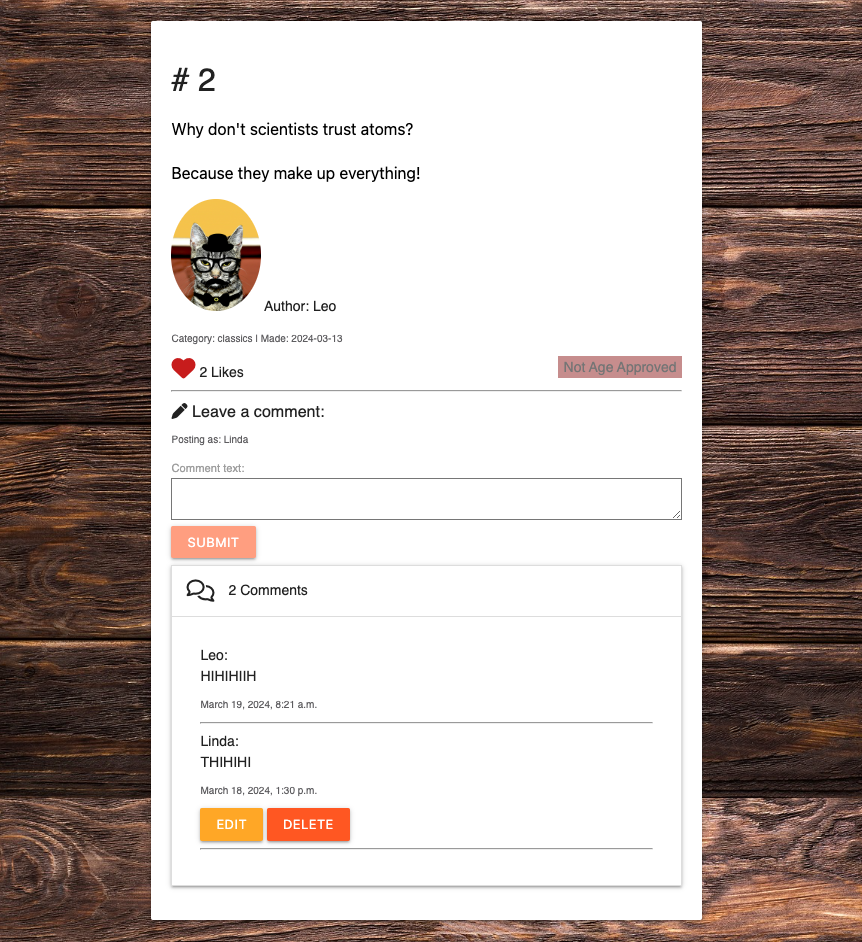 # 2
Why don't scientists trust atoms?
Because they make up everything!
Author: Leo
Category: classics | Made: 2024-03-13
2 Likes
Not Age Approved
Leave a comment:
Posting as: Linda
Comment text:
SUBMIT
2 Comments
Leo:
HIHIHIIH
March 19, 2024, 8:21 a.m.
Linda:
THIHIHI
March 18, 2024, 1:30 p.m.
EDIT DELETE